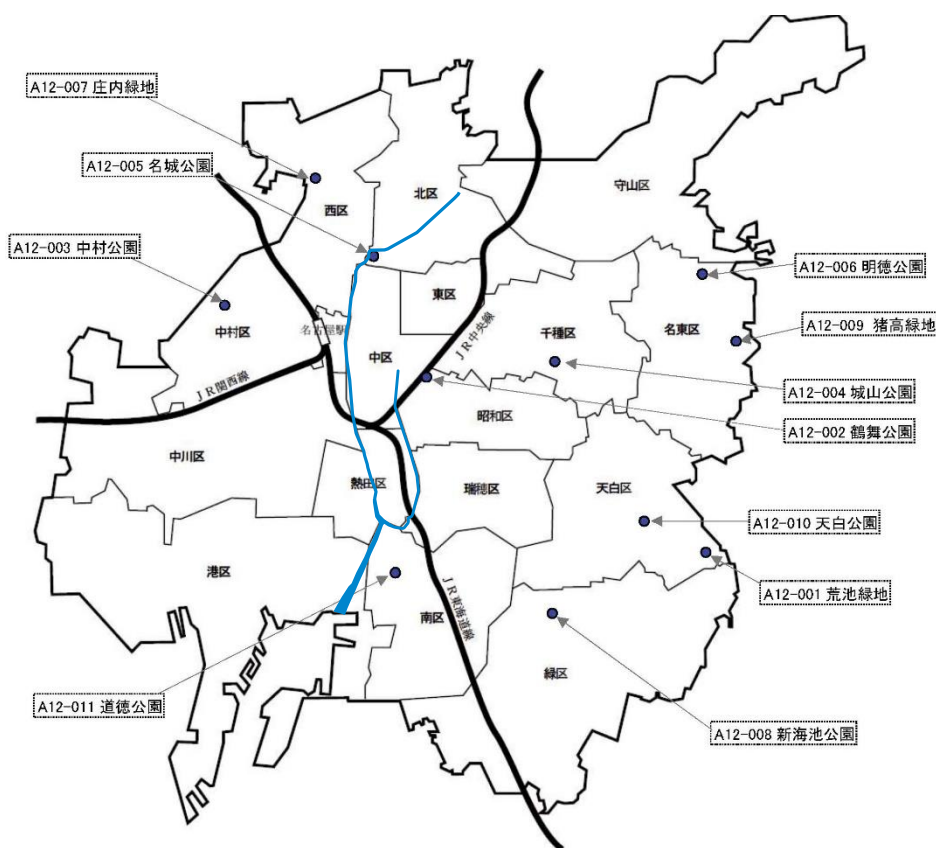 A12-007 庄内緑地
A12-005 名城公園
A12-003 中村公園
北区
守山区
西区
A12-006 明徳公園
東区
A12-009 猪高緑地
中村区
名古屋駅
千種区
名東区
中区
JR中央線
A12-004 城山公園
JR関西線
昭和区
A12-002 鶴舞公園
中川区
熱田区
瑞穂区
天白区
A12-010 天白公園
港区
A12-001 荒池緑地
JR東海道線
南区
緑区
A12-011 道徳公園
A12-008 新海池公園